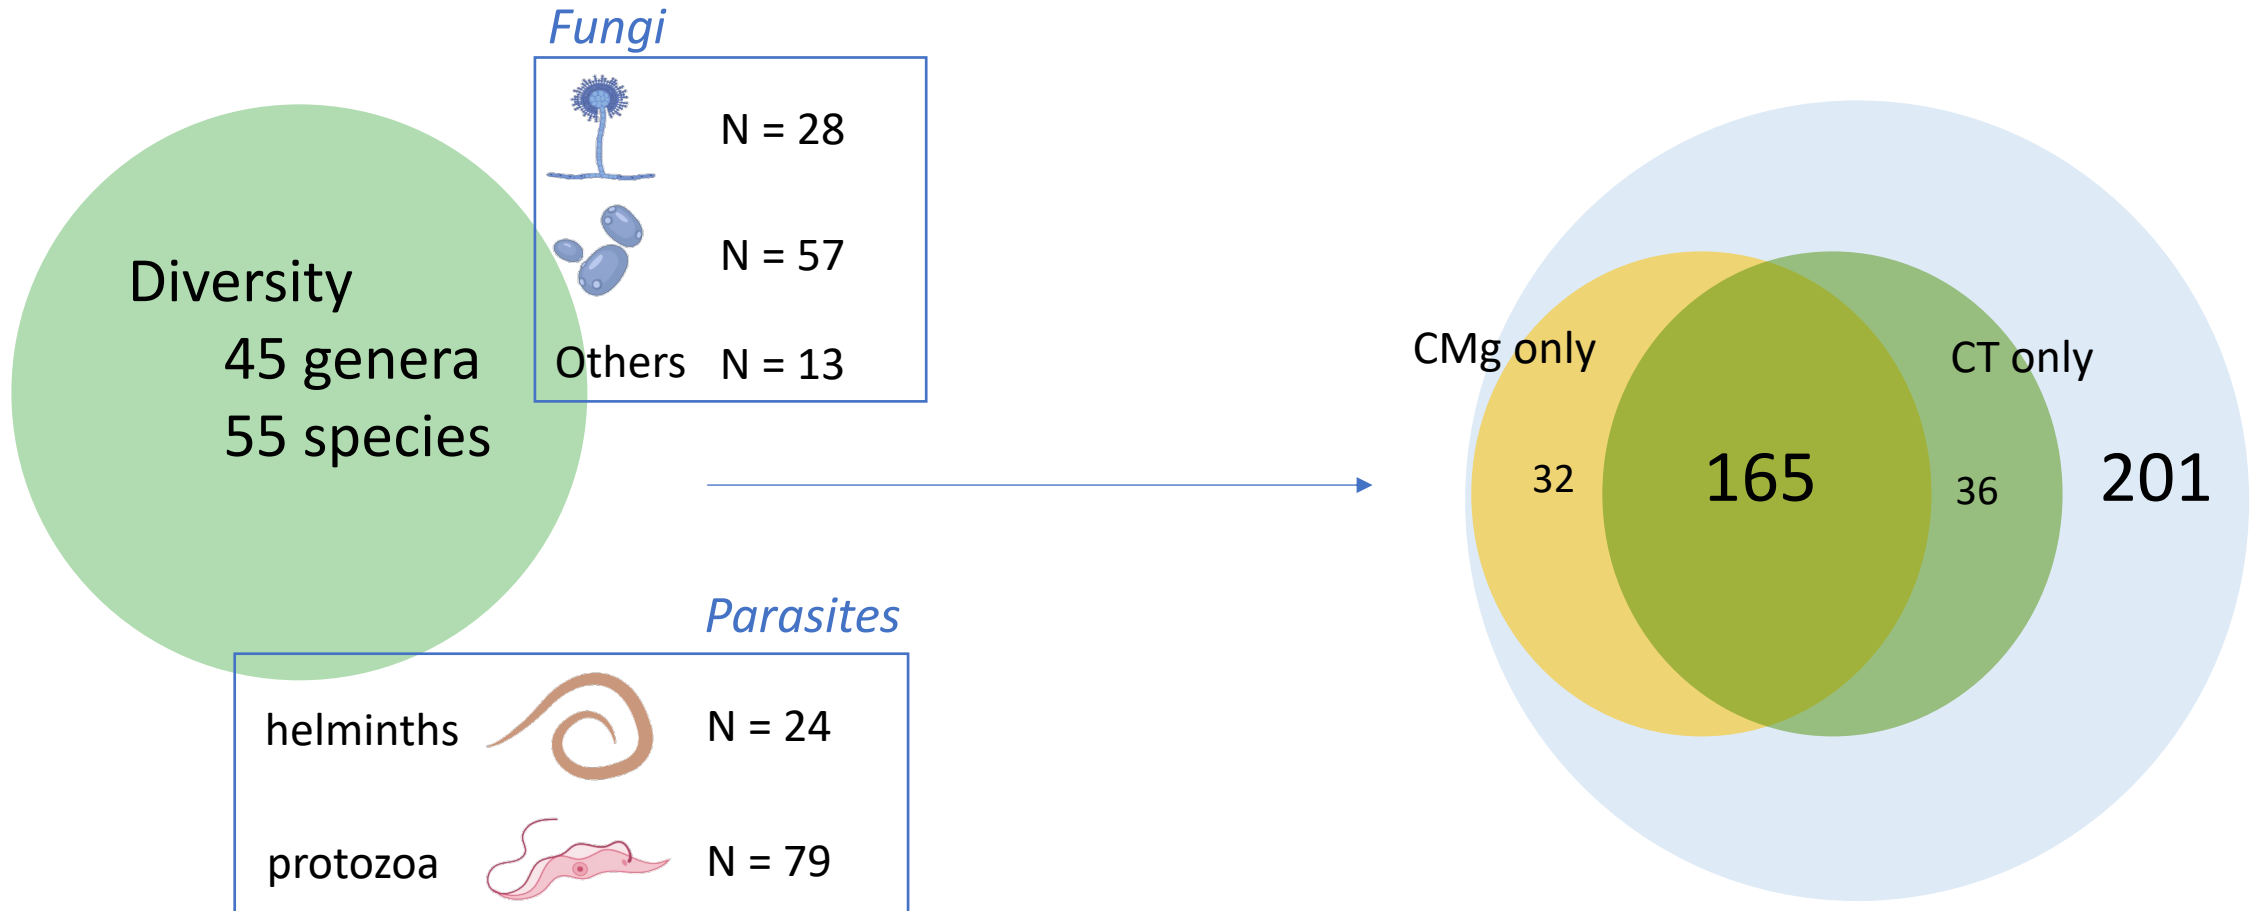 Fungi
N = 28
N = 57
Others N = 13
Diversity
45 genera
55 species
Parasites
helminths N = 24
protozoa N = 79
CMg only
CT only
32
165
36
201